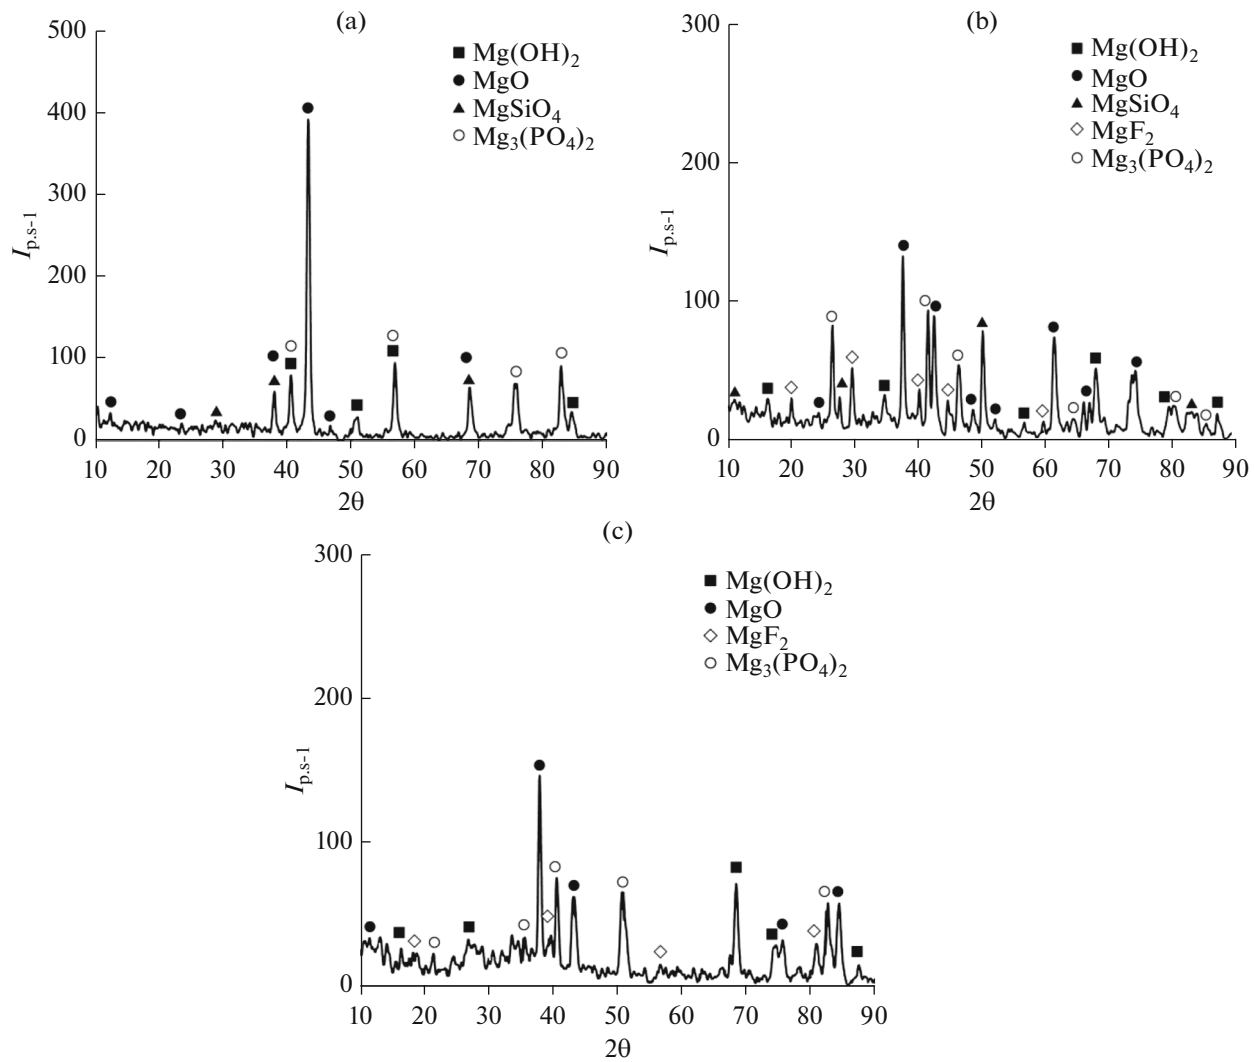 (a)
500
400
300
200
100
0
I p.s-1
■ Mg(OH)₂
● MgO
▲ MgSiO₄
○ Mg₃(PO₄)₂
10 20 30 40 50 60 70 80 90
2θ
(b)
300
200
100
0
I p.s-1
■ Mg(OH)₂
● MgO
▲ MgSiO₄
◇ MgF₂
○ Mg₃(PO₄)₂
10 20 30 40 50 60 70 80 90
2θ
(c)
300
200
100
0
I p.s-1
■ Mg(OH)₂
● MgO
◇ MgF₂
○ Mg₃(PO₄)₂
10 20 30 40 50 60 70 80 90
2θ